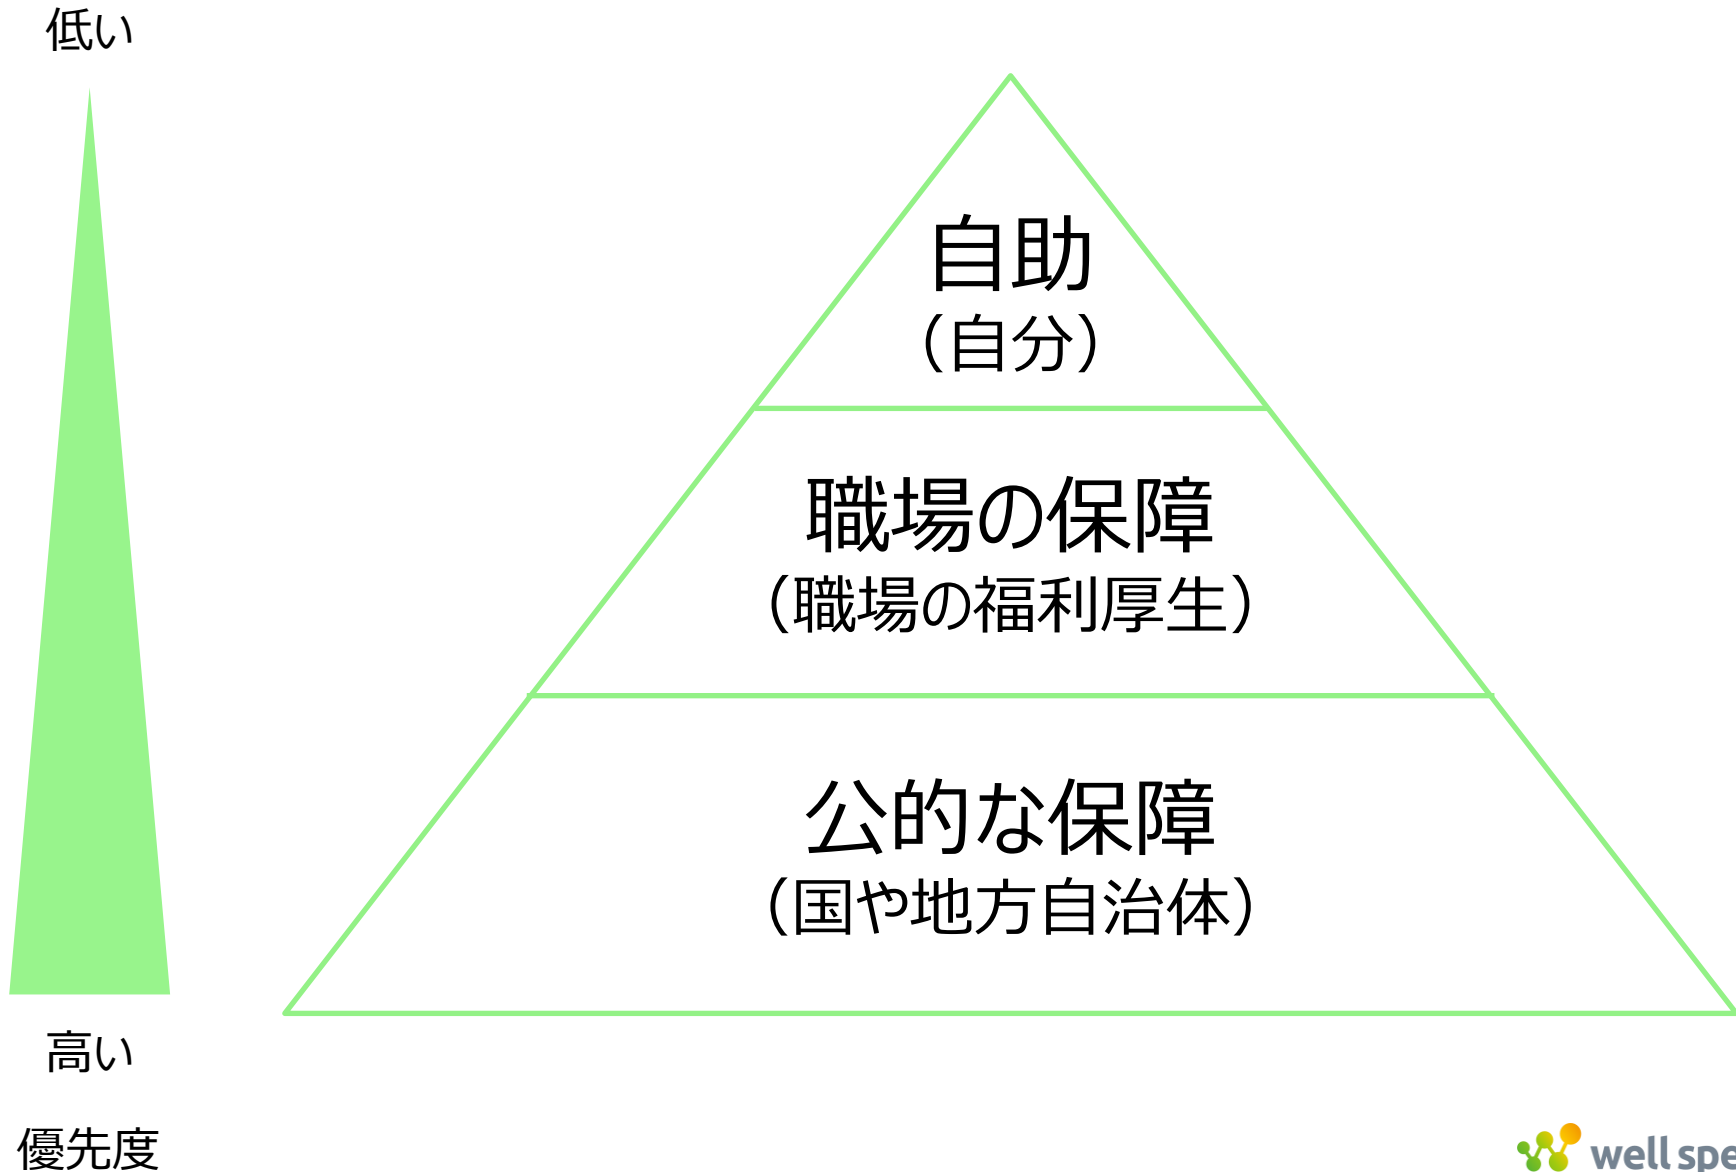 低い
自助
（自分）
職場の保障
（職場の福利厚生）
公的な保障
（国や地方自治体）
高い
優先度
well